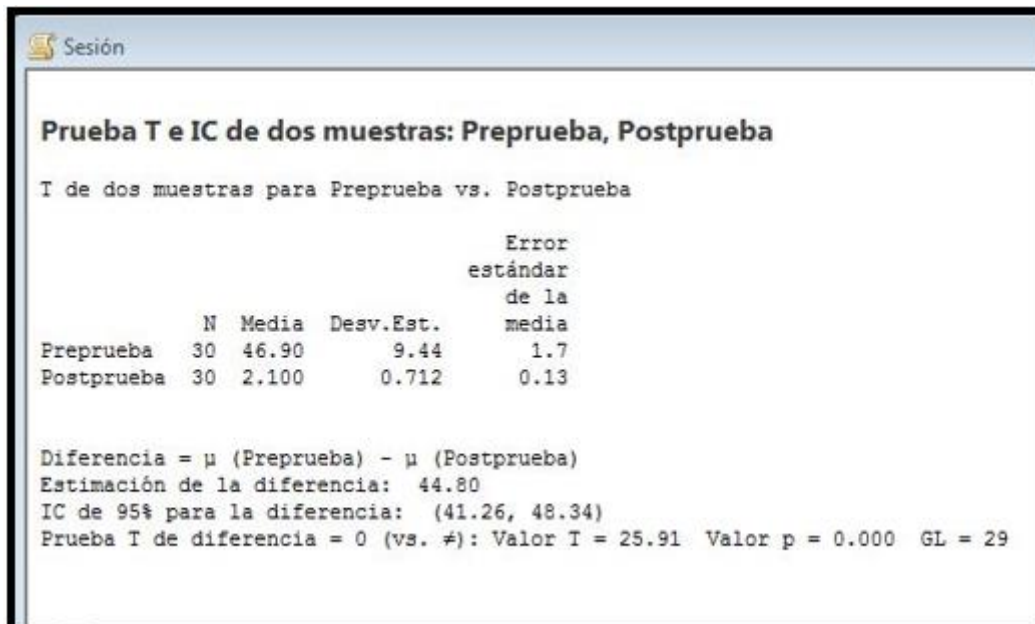 Sesión
Prueba T e IC de dos muestras: Preprueba, Postprueba
T de dos muestras para Preprueba vs. Postprueba
Error
estándar
de la
N Media Desv.Est. media
Preprueba 30 46.90 9.44 1.7
Postprueba 30 2.100 0.712 0.13
Diferencia = μ (Preprueba) - μ (Postprueba)
Estimación de la diferencia: 44.80
IC de 95% para la diferencia: (41.26, 48.34)
Prueba T de diferencia = 0 (vs. ≠): Valor T = 25.91 Valor p = 0.000 GL = 29